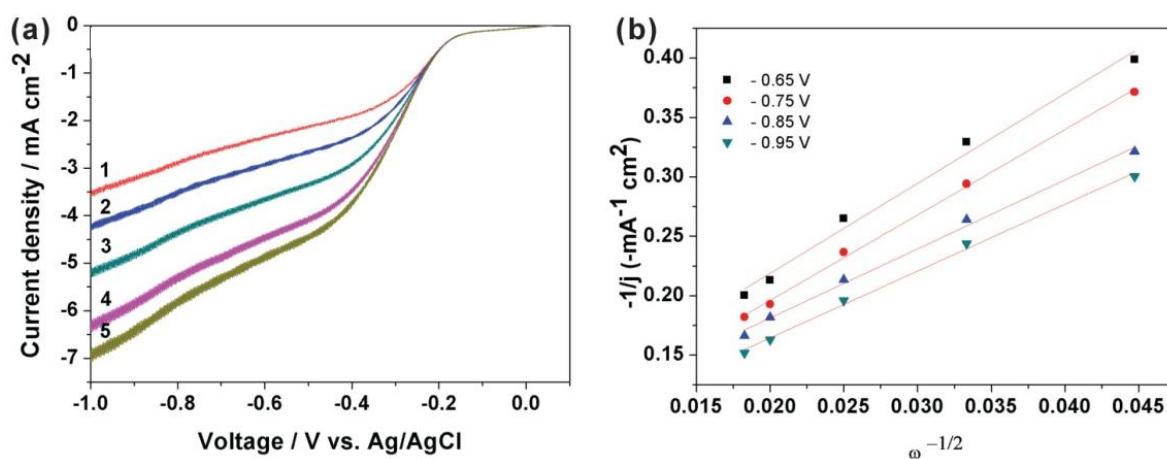 (a)
0
-1
-2
-3
-4
-5
-6
-7
Current density / mA cm-2
1
2
3
4
5
-1.0 -0.8 -0.6 -0.4 -0.2 0.0
Voltage / V vs. Ag/AgCl
(b)
0.40
0.35
0.30
0.25
0.20
0.15
-1/j (-mA-1 cm2)
- 0.65 V
- 0.75 V
- 0.85 V
- 0.95 V
0.015 0.020 0.025 0.030 0.035 0.040 0.045
ω −1/2